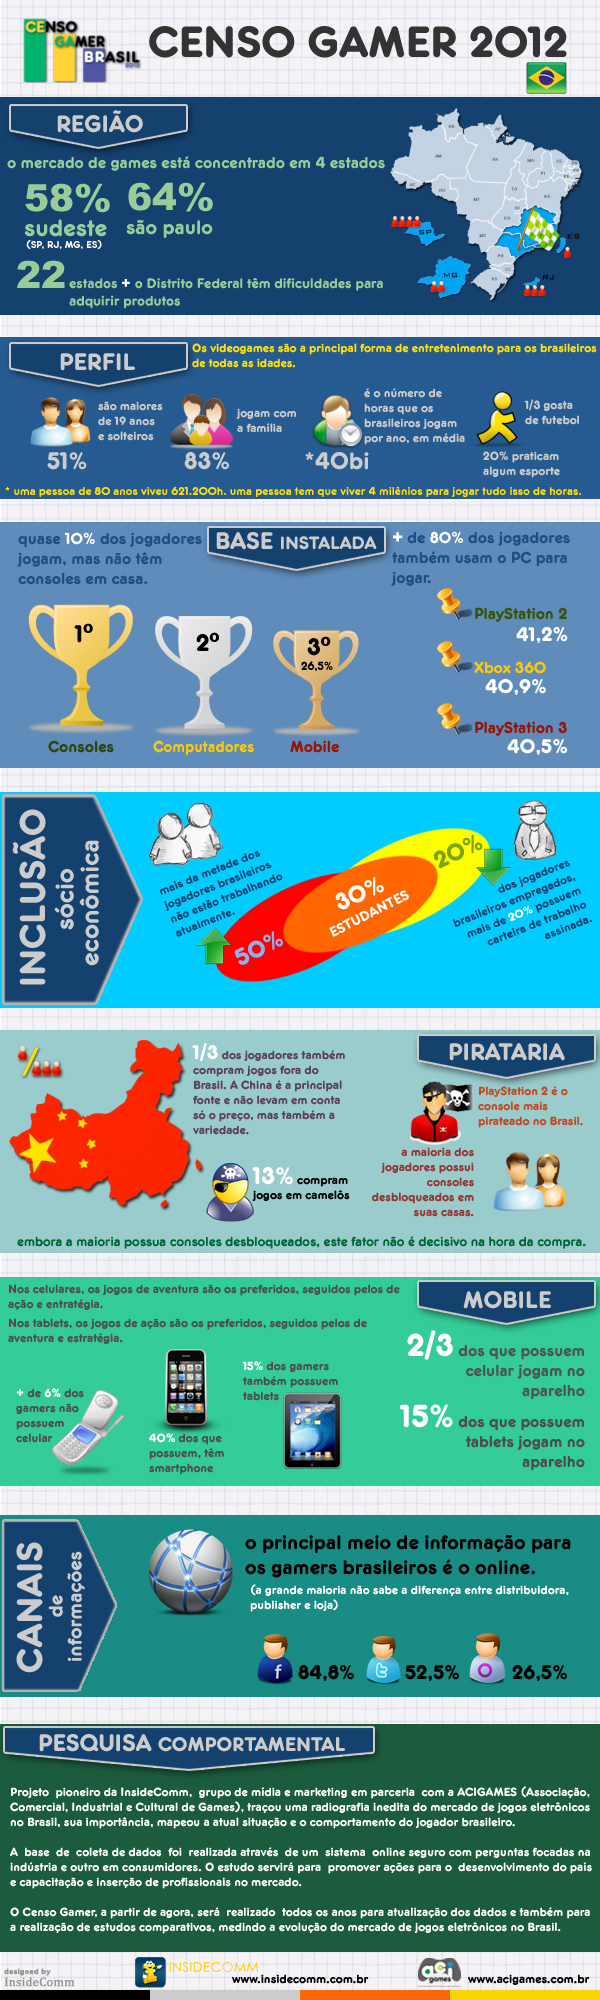 CENSO
GAMER
BRASIL
2012
CENSO GAMER 2012
REGIÃO
o mercado de games está concentrado em 4 estados
58%
sudeste
(SP, RJ, MG, ES)
64%
são paulo
22 estados + o Distrito Federal têm dificuldades para
adquirir produtos
SP
MG
ES
RJ
PERFIL
Os videogames são a principal forma de entretenimento para os brasileiros
de todas as idades.
são maiores
de 19 anos
e solteiros
51%
jogam com
a família
83%
é o número de
horas que os
brasileiros jogam
por ano, em média
*40bi
1/3 gosta
de futebol
20% praticam
algum esporte
* uma pessoa de 80 anos viveu 621.200h. uma pessoa tem que viver 4 milênios para jogar tudo isso de horas.
BASE INSTALADA
quase 10% dos jogadores
jogam, mas não têm
consoles em casa.
+ de 80% dos jogadores
também usam o PC para
jogar.
1º
2º
3º
26,5%
Consoles
Computadores
Mobile
PlayStation 2
41,2%
Xbox 360
40,9%
PlayStation 3
40,5%
INCLUSÃO
sócio
econômica
mais da metade dos
jogadores brasileiros
não estão trabalhando
atualmente.
50%
30%
ESTUDANTES
20%
dos jogadores
brasileiros empregados,
mais de 20% possuem
carteira de trabalho
assinada.
1/3 dos jogadores também
compram jogos fora do
Brasil. A China é a principal
fonte e não levam em conta
só o preço, mas também a
variedade.
13% compram
jogos em camelôs
PIRATARIA
PlayStation 2 é o
console mais
pirateado no Brasil.
a maioria dos
jogadores possui
consoles
desbloqueados em
suas casas.
embora a maioria possua consoles desbloqueados, este fator não é decisivo na hora da compra.
MOBILE
Nos celulares, os jogos de aventura são os preferidos, seguidos pelos de
ação e entratégia.
Nos tablets, os jogos de ação são os preferidos, seguidos pelos de
aventura e estratégia.
+ de 6% dos
gamers não
possuem
celular
40% dos que
possuem, têm
smartphone
15% dos gamers
também possuem
tablets
2/3 dos que possuem
celular jogam no
aparelho
15% dos que possuem
tablets jogam no
aparelho
CANAIS
de
informações
o principal meio de informação para
os gamers brasileiros é o online.
(a grande maioria não sabe a diferença entre distribuidora,
publisher e loja)
84,8%
52,5%
26,5%
PESQUISA COMPORTAMENTAL
Projeto pioneiro da InsideComm, grupo de mídia e marketing em parceria com a ACIGAMES (Associação,
Comercial, Industrial e Cultural de Games), traçou uma radiografia inedita do mercado de jogos eletrônicos
no Brasil, sua importância, mapeou a atual situação e o comportamento do jogador brasileiro.
A base de coleta de dados foi realizada através de um sistema online seguro com perguntas focadas na
indústria e outro em consumidores. O estudo servirá para promover ações para o desenvolvimento do país
e capacitação e inserção de profissionais no mercado.
O Censo Gamer, a partir de agora, será realizado todos os anos para atualização dos dados e também para
a realização de estudos comparativos, medindo a evolução do mercado de jogos eletrônicos no Brasil.
designed by
InsideComm
INSIDECOMM
www.insidecomm.com.br
aci
games
www.acigames.com.br